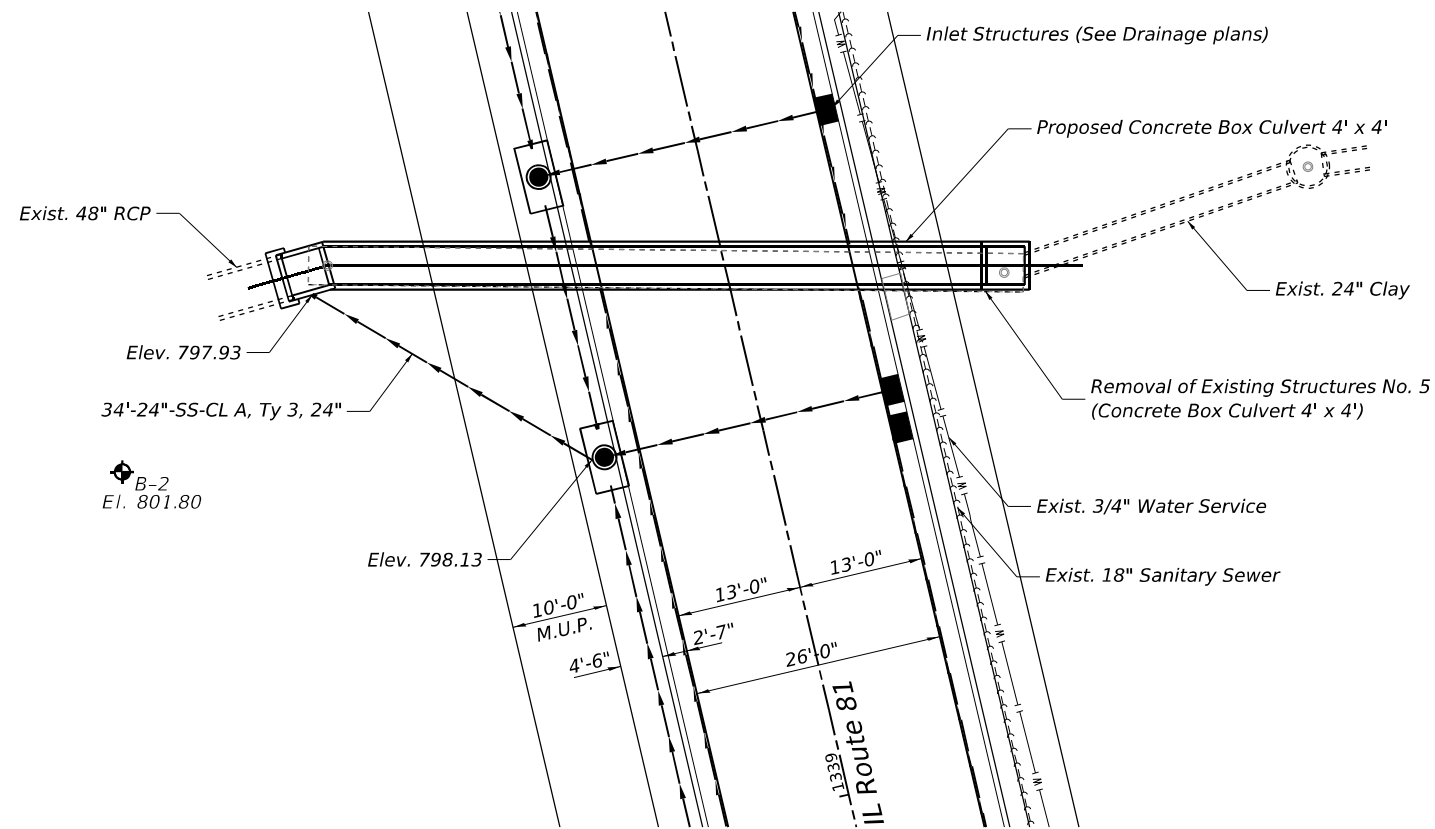 Inlet Structures (See Drainage plans)
Proposed Concrete Box Culvert 4' x 4'
Exist. 48" RCP
Exist. 24" Clay
Elev. 797.93
34'-24"-SS-CL A, Ty 3, 24"
Removal of Existing Structures No. 5
(Concrete Box Culvert 4' x 4')
B-2
El. 801.80
Exist. 3/4" Water Service
Elev. 798.13
Exist. 18" Sanitary Sewer
13'-0"
13'-0"
10'-0"
M.U.P.
2'-7"
4'-6"
26'-0"
IL Route 81
1339
W
W
W
W
W
W
W